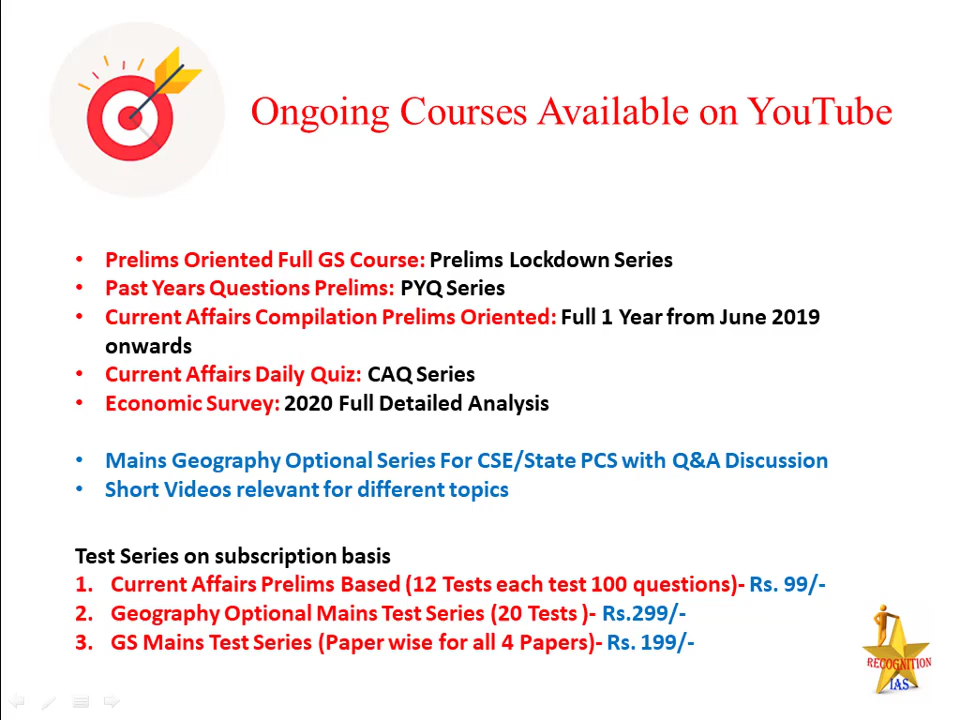 Ongoing Courses Available on YouTube
• Prelims Oriented Full GS Course: Prelims Lockdown Series
• Past Years Questions Prelims: PYQ Series
• Current Affairs Compilation Prelims Oriented: Full 1 Year from June 2019
onwards
• Current Affairs Daily Quiz: CAQ Series
• Economic Survey: 2020 Full Detailed Analysis
• Mains Geography Optional Series For CSE/State PCS with Q&A Discussion
• Short Videos relevant for different topics
Test Series on subscription basis
1. Current Affairs Prelims Based (12 Tests each test 100 questions)- Rs. 99/-
2. Geography Optional Mains Test Series (20 Tests )- Rs.299/-
3. GS Mains Test Series (Paper wise for all 4 Papers)- Rs. 199/-
RECOGNITION
IAS